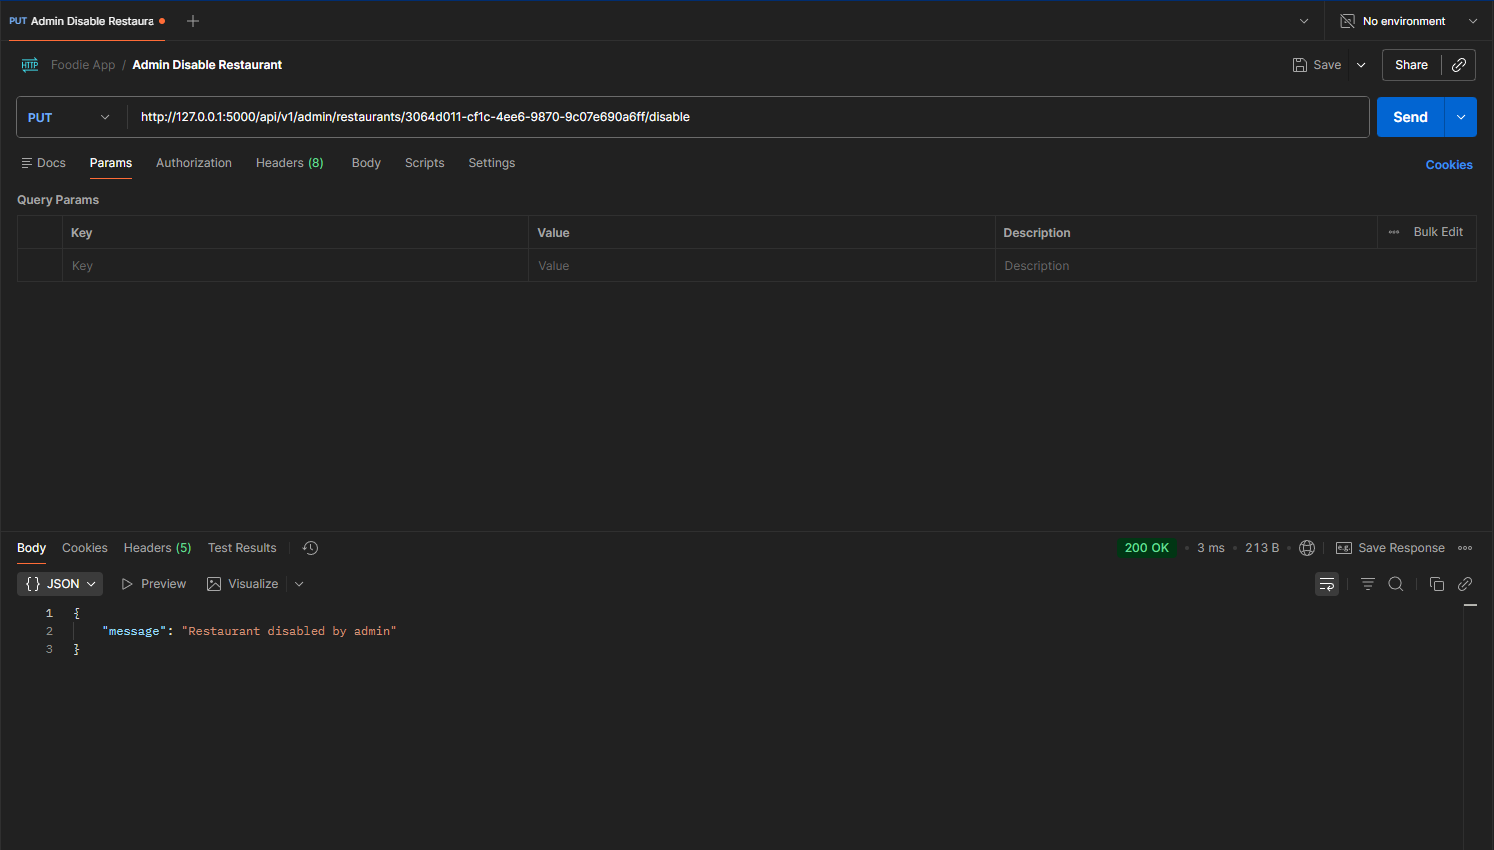 PUT Admin Disable Restaura
No environment
HTTP Foodie App / Admin Disable Restaurant
Save
Share
PUT
http://127.0.0.1:5000/api/v1/admin/restaurants/3064d011-cf1c-4ee6-9870-9c07e690a6ff/disable
Send
Docs Params Authorization Headers (8) Body Scripts Settings
Cookies
Query Params
Key Value Description Bulk Edit
Key Value Description
Body Cookies Headers (5) Test Results
200 OK • 3 ms • 213 B • e.g. Save Response
{} JSON Preview Visualize
1 {
2 "message": "Restaurant disabled by admin"
3 }